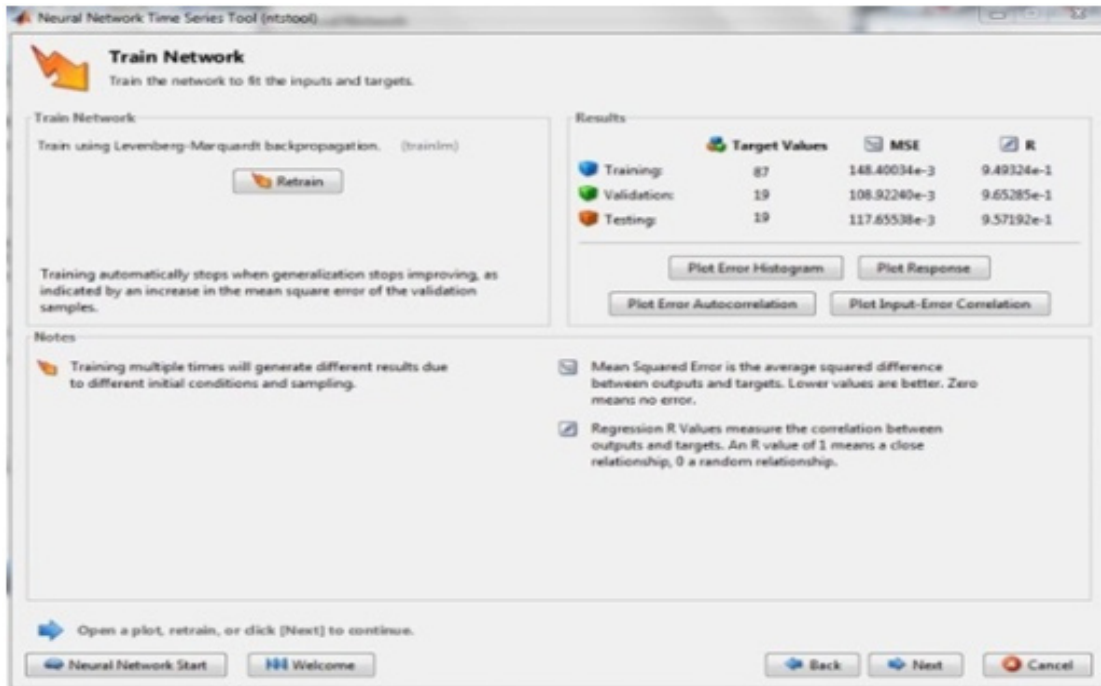 Neural Network Time Series Tool (ntstool)
Train Network
Train the network to fit the inputs and targets.
Train Network
Train using Levenberg-Marquardt backpropagation. (trainlm)
Retrain
Training automatically stops when generalization stops improving, as
indicated by an increase in the mean square error of the validation
samples.
Results
Target Values MSE R
Training: 87 148.40034e-3 9.49324e-1
Validation: 19 108.92240e-3 9.65285e-1
Testing: 19 117.65538e-3 9.57192e-1
Plot Error Histogram Plot Response
Plot Error Autocorrelation Plot Input-Error Correlation
Notes
Training multiple times will generate different results due
to different initial conditions and sampling.
Mean Squared Error is the average squared difference
between outputs and targets. Lower values are better. Zero
means no error.
Regression R Values measure the correlation between
outputs and targets. An R value of 1 means a close
relationship, 0 a random relationship.
Open a plot, retrain, or click [Next] to continue.
Neural Network Start Welcome Back Next Cancel